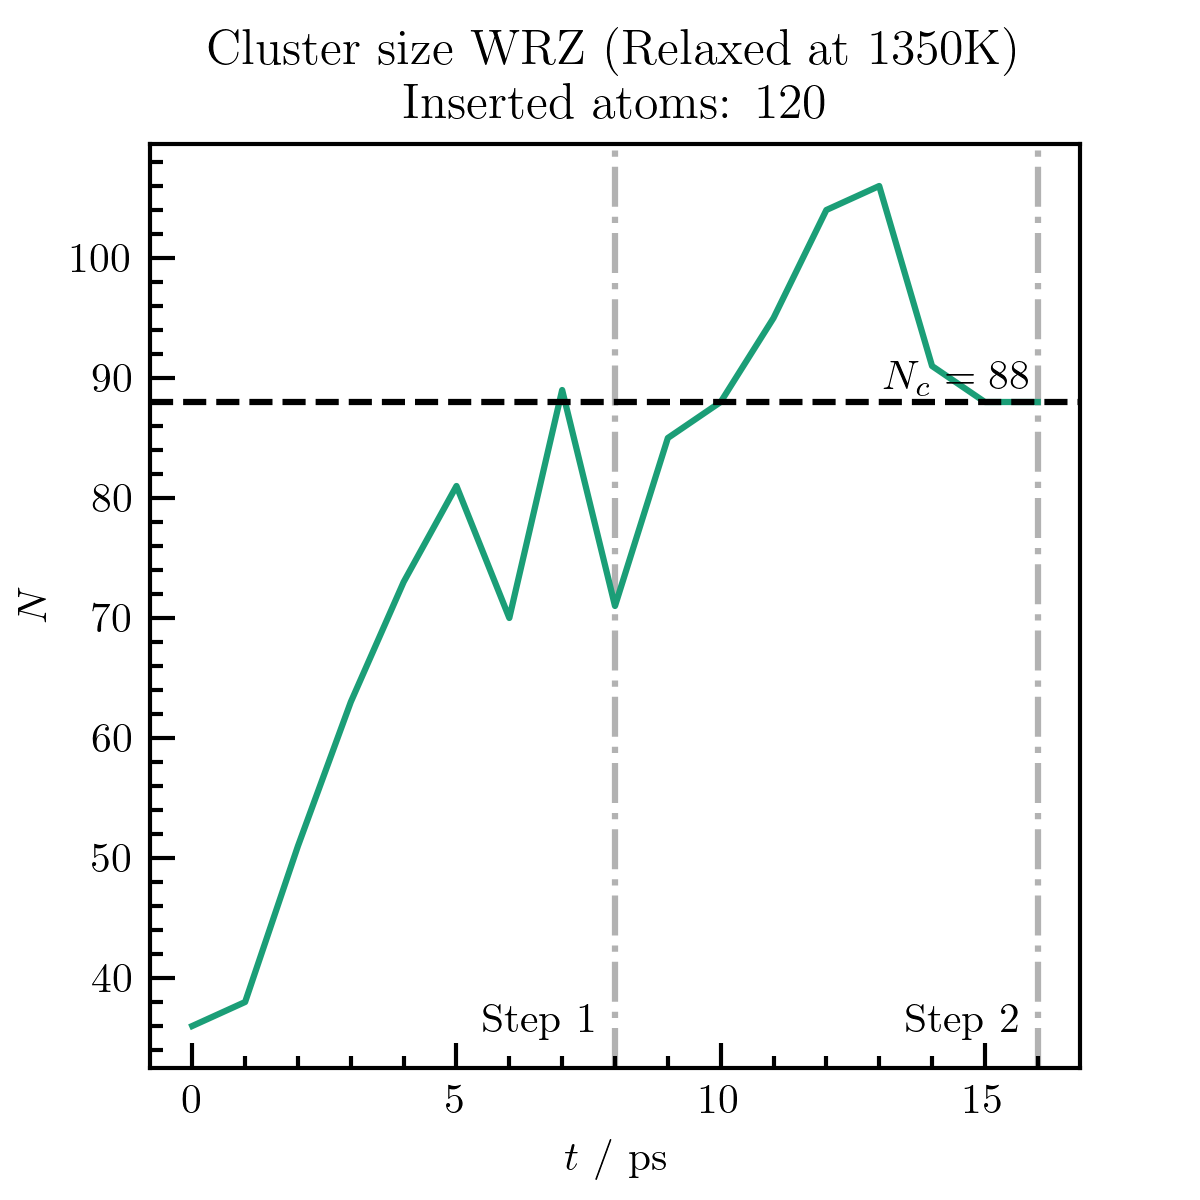 Cluster size WRZ (Relaxed at 1350K)
Inserted atoms: 120
100
90
80
70
60
50
40
N
N_c = 88
Step 1
Step 2
0 5 10 15
t / ps